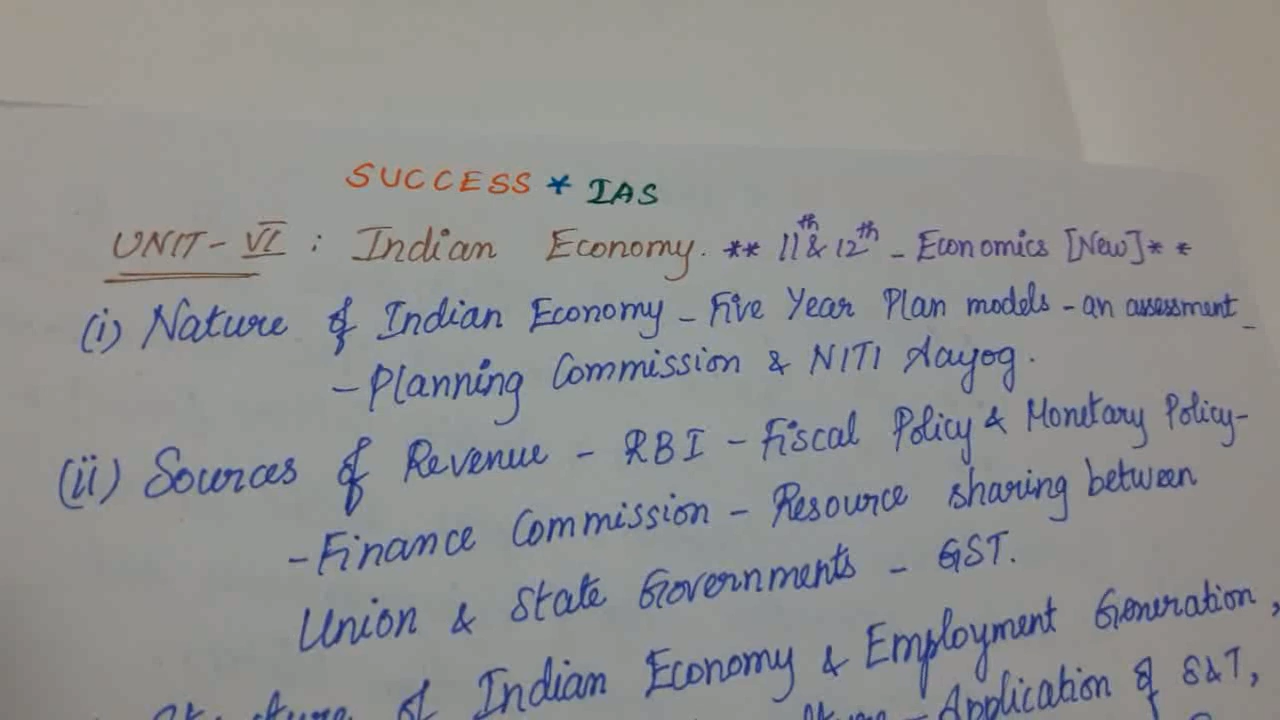 SUCCESS * IAS
UNIT - VI : Indian Economy. ** 11th & 12th - Economics [New] * *
(i) Nature of Indian Economy - Five Year Plan models - an assessment -
- Planning Commission & NITI Aayog.
(ii) Sources of Revenue - RBI - Fiscal Policy & Monetary Policy -
- Finance Commission - Resource sharing between
Union & State Governments - GST.
of Indian Economy & Employment Generation,
- Application of S&T,